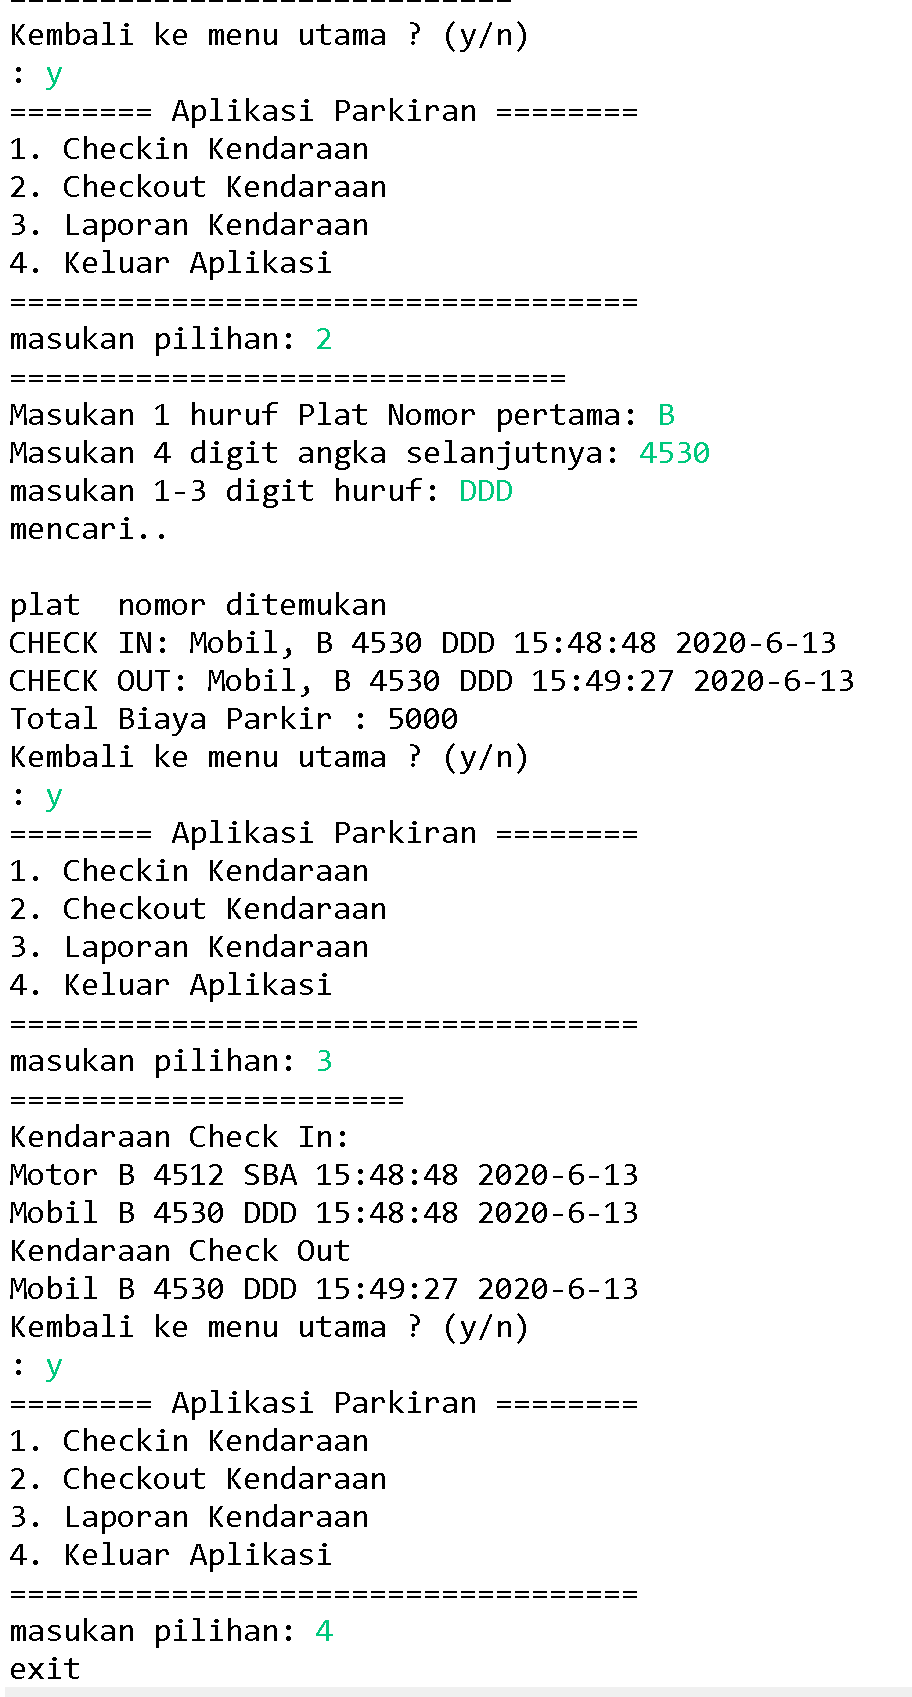 Kembali ke menu utama ? (y/n)
: y
======== Aplikasi Parkiran ========
1. Checkin Kendaraan
2. Checkout Kendaraan
3. Laporan Kendaraan
4. Keluar Aplikasi
===================================
masukan pilihan: 2
===============================
Masukan 1 huruf Plat Nomor pertama: B
Masukan 4 digit angka selanjutnya: 4530
masukan 1-3 digit huruf: DDD
mencari..

plat  nomor ditemukan
CHECK IN: Mobil, B 4530 DDD 15:48:48 2020-6-13
CHECK OUT: Mobil, B 4530 DDD 15:49:27 2020-6-13
Total Biaya Parkir : 5000
Kembali ke menu utama ? (y/n)
: y
======== Aplikasi Parkiran ========
1. Checkin Kendaraan
2. Checkout Kendaraan
3. Laporan Kendaraan
4. Keluar Aplikasi
===================================
masukan pilihan: 3
======================
Kendaraan Check In:
Motor B 4512 SBA 15:48:48 2020-6-13
Mobil B 4530 DDD 15:48:48 2020-6-13
Kendaraan Check Out
Mobil B 4530 DDD 15:49:27 2020-6-13
Kembali ke menu utama ? (y/n)
: y
======== Aplikasi Parkiran ========
1. Checkin Kendaraan
2. Checkout Kendaraan
3. Laporan Kendaraan
4. Keluar Aplikasi
===================================
masukan pilihan: 4
exit